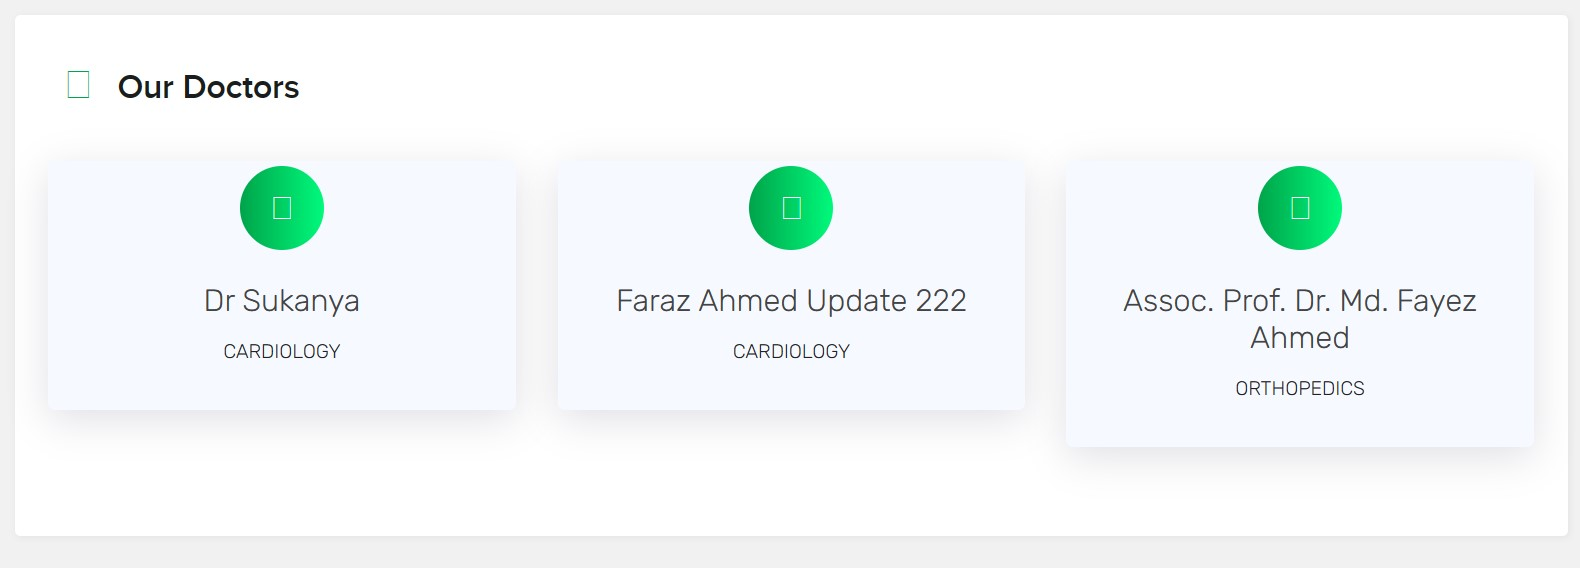 Our Doctors
Dr Sukanya
CARDIOLOGY
Faraz Ahmed Update 222
CARDIOLOGY
Assoc. Prof. Dr. Md. Fayez
Ahmed
ORTHOPEDICS